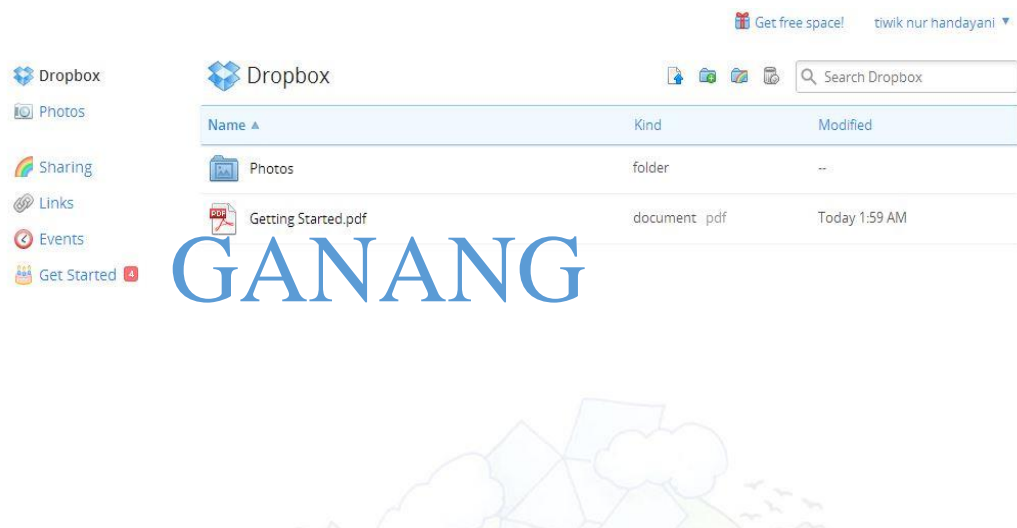 Get free space! tiwik nur handayani
Dropbox
Photos
Sharing
Links
Events
Get Started 4
Dropbox
Search Dropbox
Name Kind Modified
Photos folder --
PDF Getting Started.pdf document pdf Today 1:59 AM
GANANG